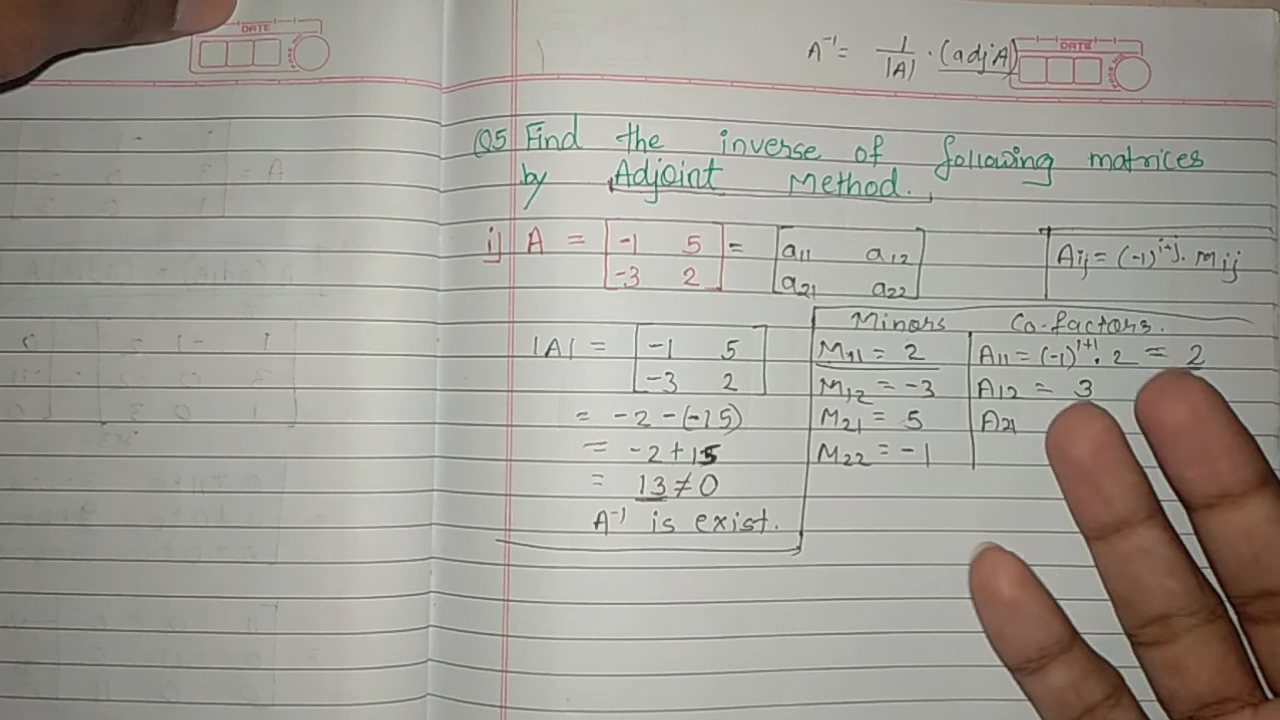 DATE
DATE
A⁻¹ = 1/|A| · (adj A)
Q5 Find the inverse of following matrices
by Adjoint Method.
i) A = [-1 5; -3 2] = [a11 a12; a21 a22]
Aij = (-1)^(i+j) · Mij
|A| = [-1 5; -3 2]
= -2 - (-15)
= -2 + 15
= 13 ≠ 0
A⁻¹ is exist.
Minors Co-factors.
M11 = 2 A11 = (-1)^(1+1) · 2 = 2
M12 = -3 A12 = 3
M21 = 5 A21
M22 = -1